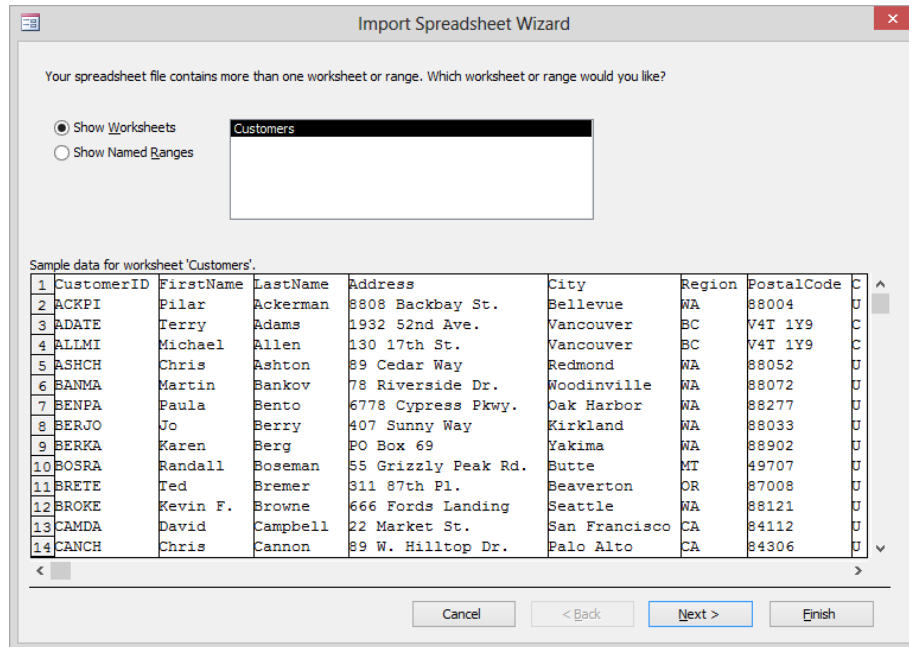 Import Spreadsheet Wizard
Your spreadsheet file contains more than one worksheet or range. Which worksheet or range would you like?
Show Worksheets
Customers
Show Named Ranges
Sample data for worksheet 'Customers'.
1 CustomerID FirstName LastName Address City Region PostalCode C
2 ACKPI Pilar Ackerman 8808 Backbay St. Bellevue WA 88004 U
3 ADATE Terry Adams 1932 52nd Ave. Vancouver BC V4T 1Y9 C
4 ALLMI Michael Allen 130 17th St. Vancouver BC V4T 1Y9 C
5 ASHCH Chris Ashton 89 Cedar Way Redmond WA 88052 U
6 BANMA Martin Bankov 78 Riverside Dr. Woodinville WA 88072 U
7 BENPA Paula Bento 6778 Cypress Pkwy. Oak Harbor WA 88277 U
8 BERJO Jo Berry 407 Sunny Way Kirkland WA 88033 U
9 BERKA Karen Berg PO Box 69 Yakima WA 88902 U
10 BOSRA Randall Boseman 55 Grizzly Peak Rd. Butte MT 49707 U
11 BRETE Ted Bremer 311 87th Pl. Beaverton OR 87008 U
12 BROKE Kevin F. Browne 666 Fords Landing Seattle WA 88121 U
13 CAMDA David Campbell 22 Market St. San Francisco CA 84112 U
14 CANCH Chris Cannon 89 W. Hilltop Dr. Palo Alto CA 84306 U
Cancel < Back Next > Finish